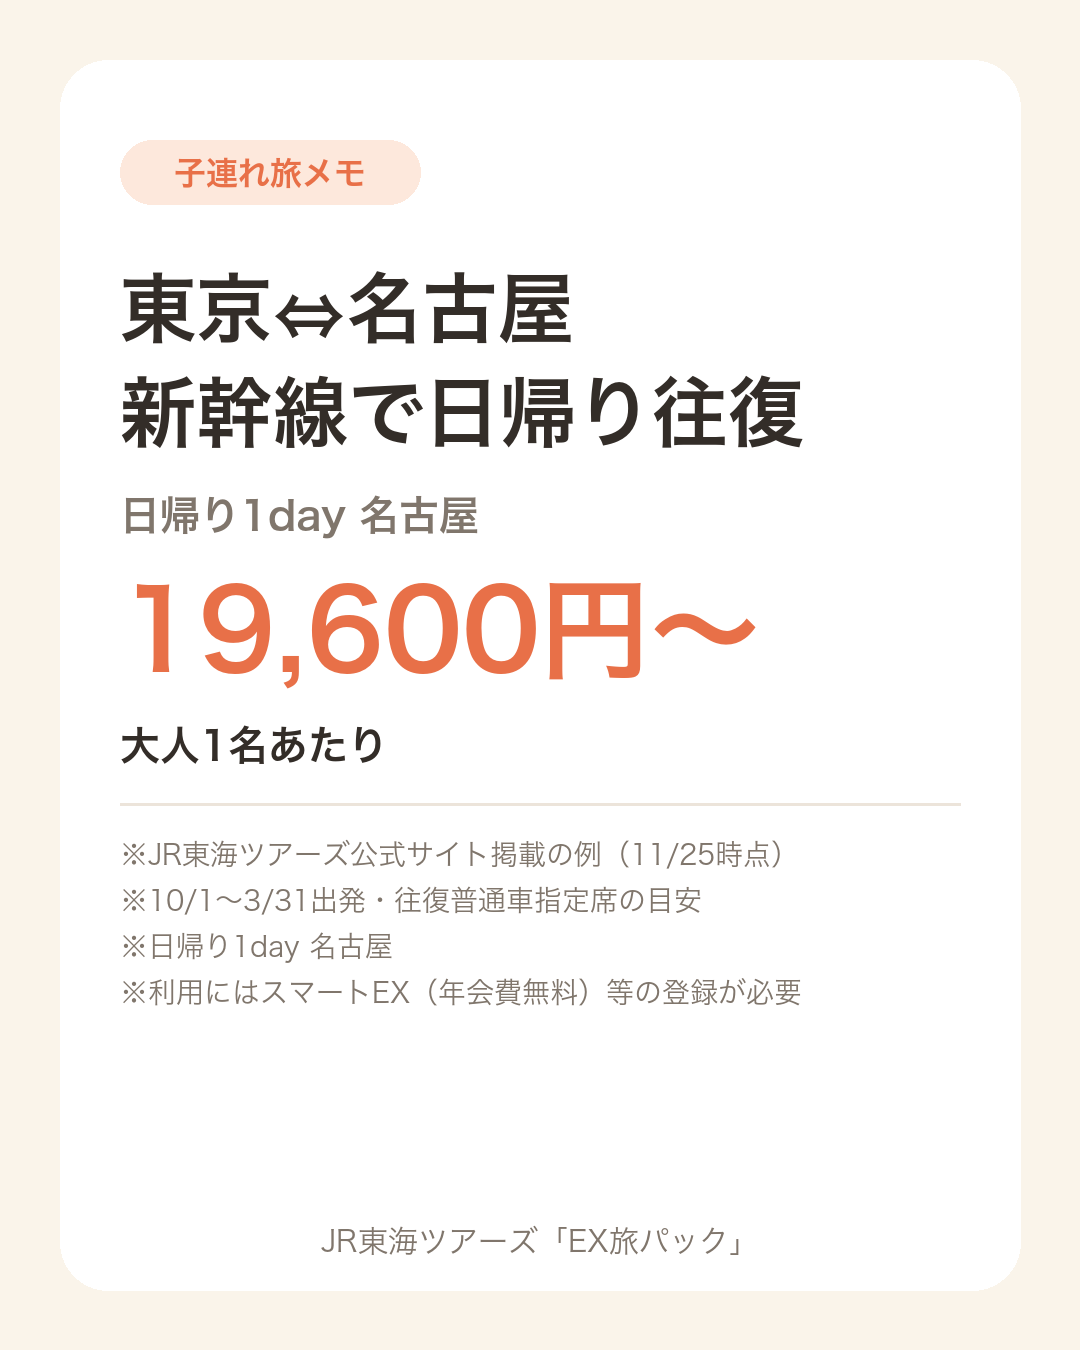 子連れ旅メモ
東京⇔名古屋
新幹線で日帰り往復
日帰り1day 名古屋
19,600円〜
大人1名あたり
※JR東海ツアーズ公式サイト掲載の例（11/25時点）
※10/1〜3/31出発・往復普通車指定席の目安
※日帰り1day 名古屋
※利用にはスマートEX（年会費無料）等の登録が必要
JR東海ツアーズ「EX旅パック」